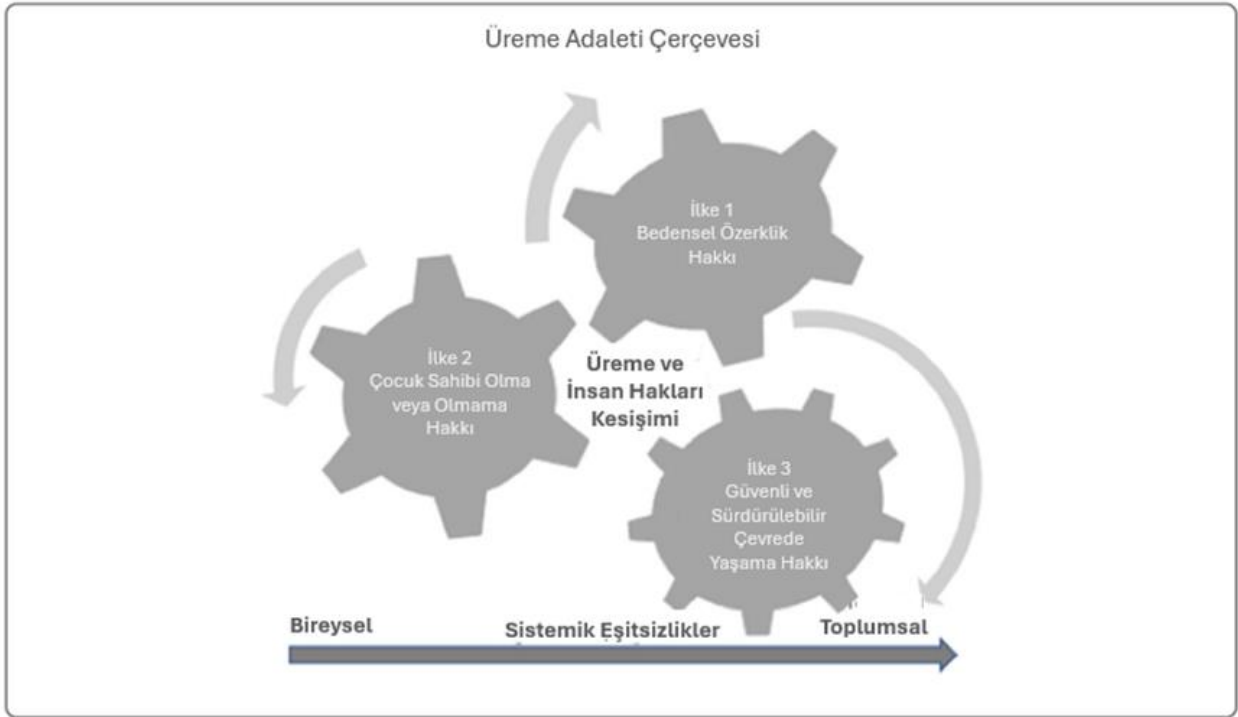 Üreme Adaleti Çerçevesi
İlke 1
Bedensel Özerklik
Hakkı
İlke 2
Çocuk Sahibi Olma
veya Olmama
Hakkı
Üreme ve
İnsan Hakları
Kesişimi
İlke 3
Güvenli ve
Sürdürülebilir
Çevrede
Yaşama Hakkı
Bireysel
Sistemik Eşitsizlikler
Toplumsal